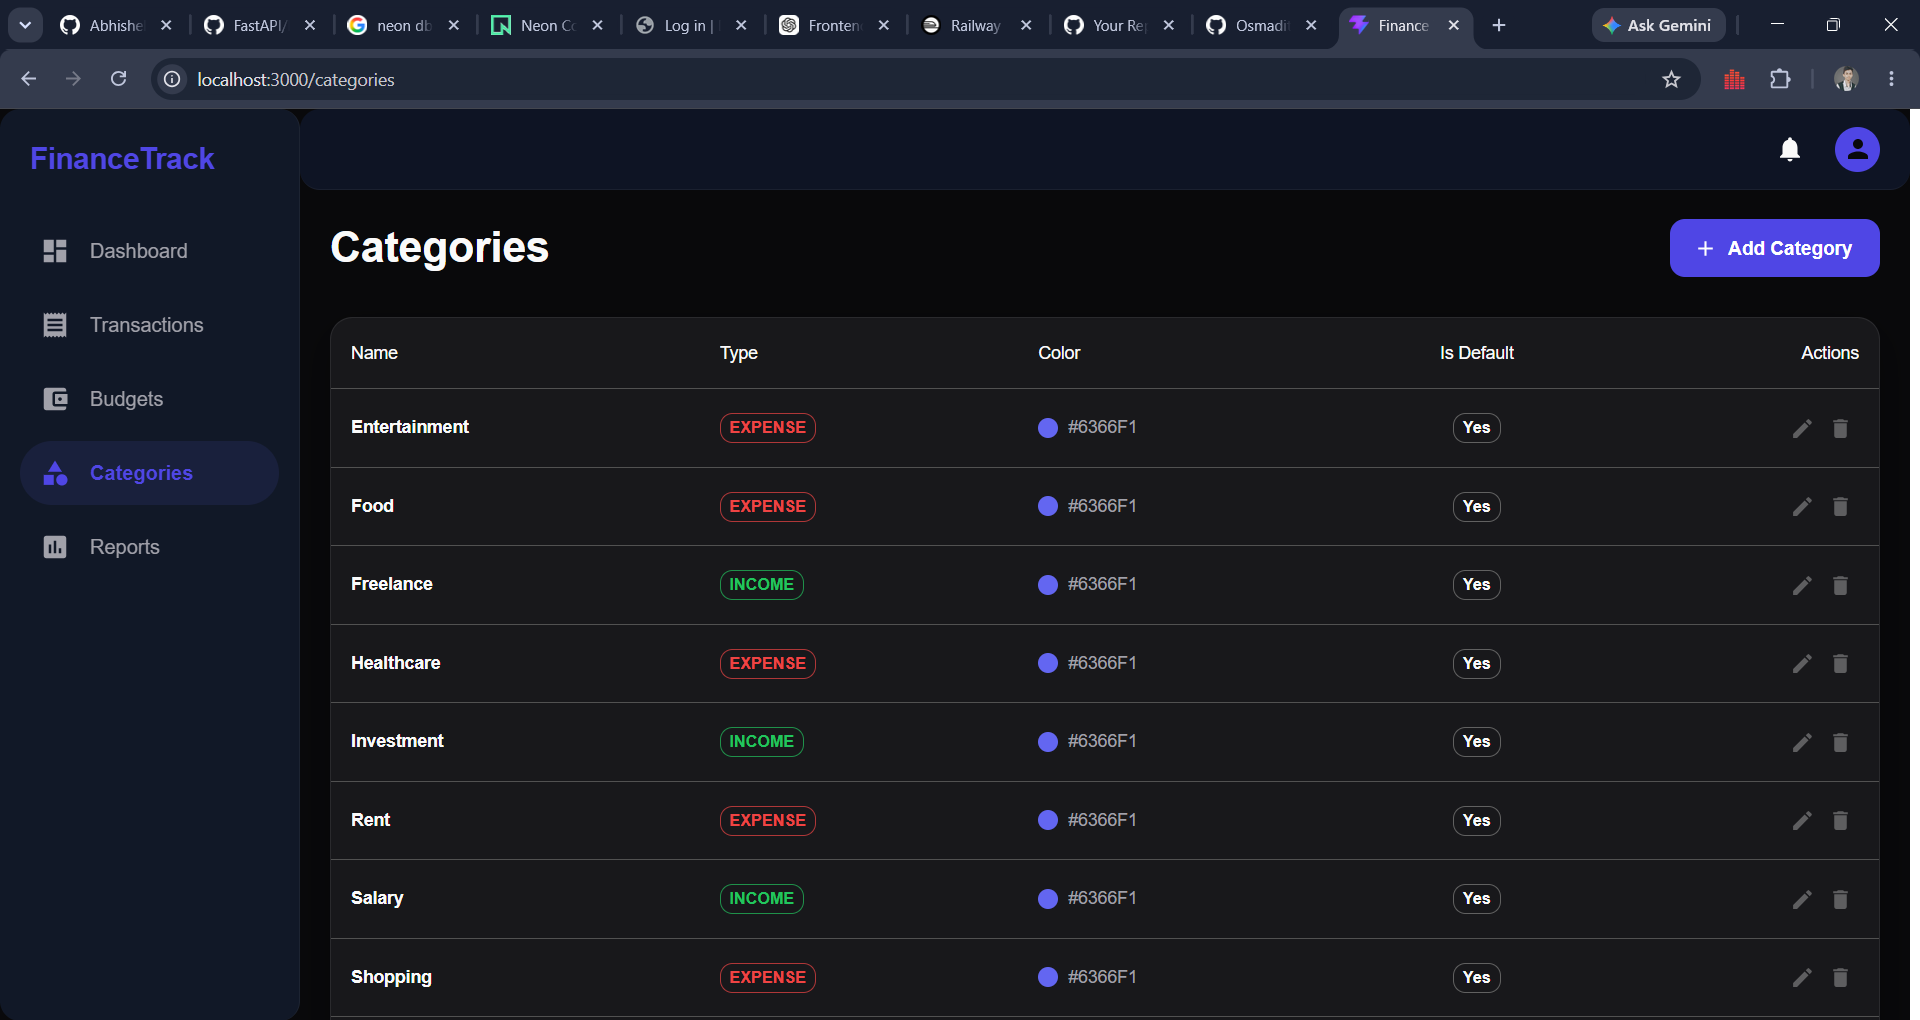 Abhishe
FastAPI/
neon db
Neon Co
Log in |
Fronten
Railway
Your Re
Osmadit
Finance
Ask Gemini
localhost:3000/categories
FinanceTrack
Dashboard
Transactions
Budgets
Categories
Reports
Categories
+ Add Category
Name Type Color Is Default Actions
Entertainment EXPENSE #6366F1 Yes
Food EXPENSE #6366F1 Yes
Freelance INCOME #6366F1 Yes
Healthcare EXPENSE #6366F1 Yes
Investment INCOME #6366F1 Yes
Rent EXPENSE #6366F1 Yes
Salary INCOME #6366F1 Yes
Shopping EXPENSE #6366F1 Yes